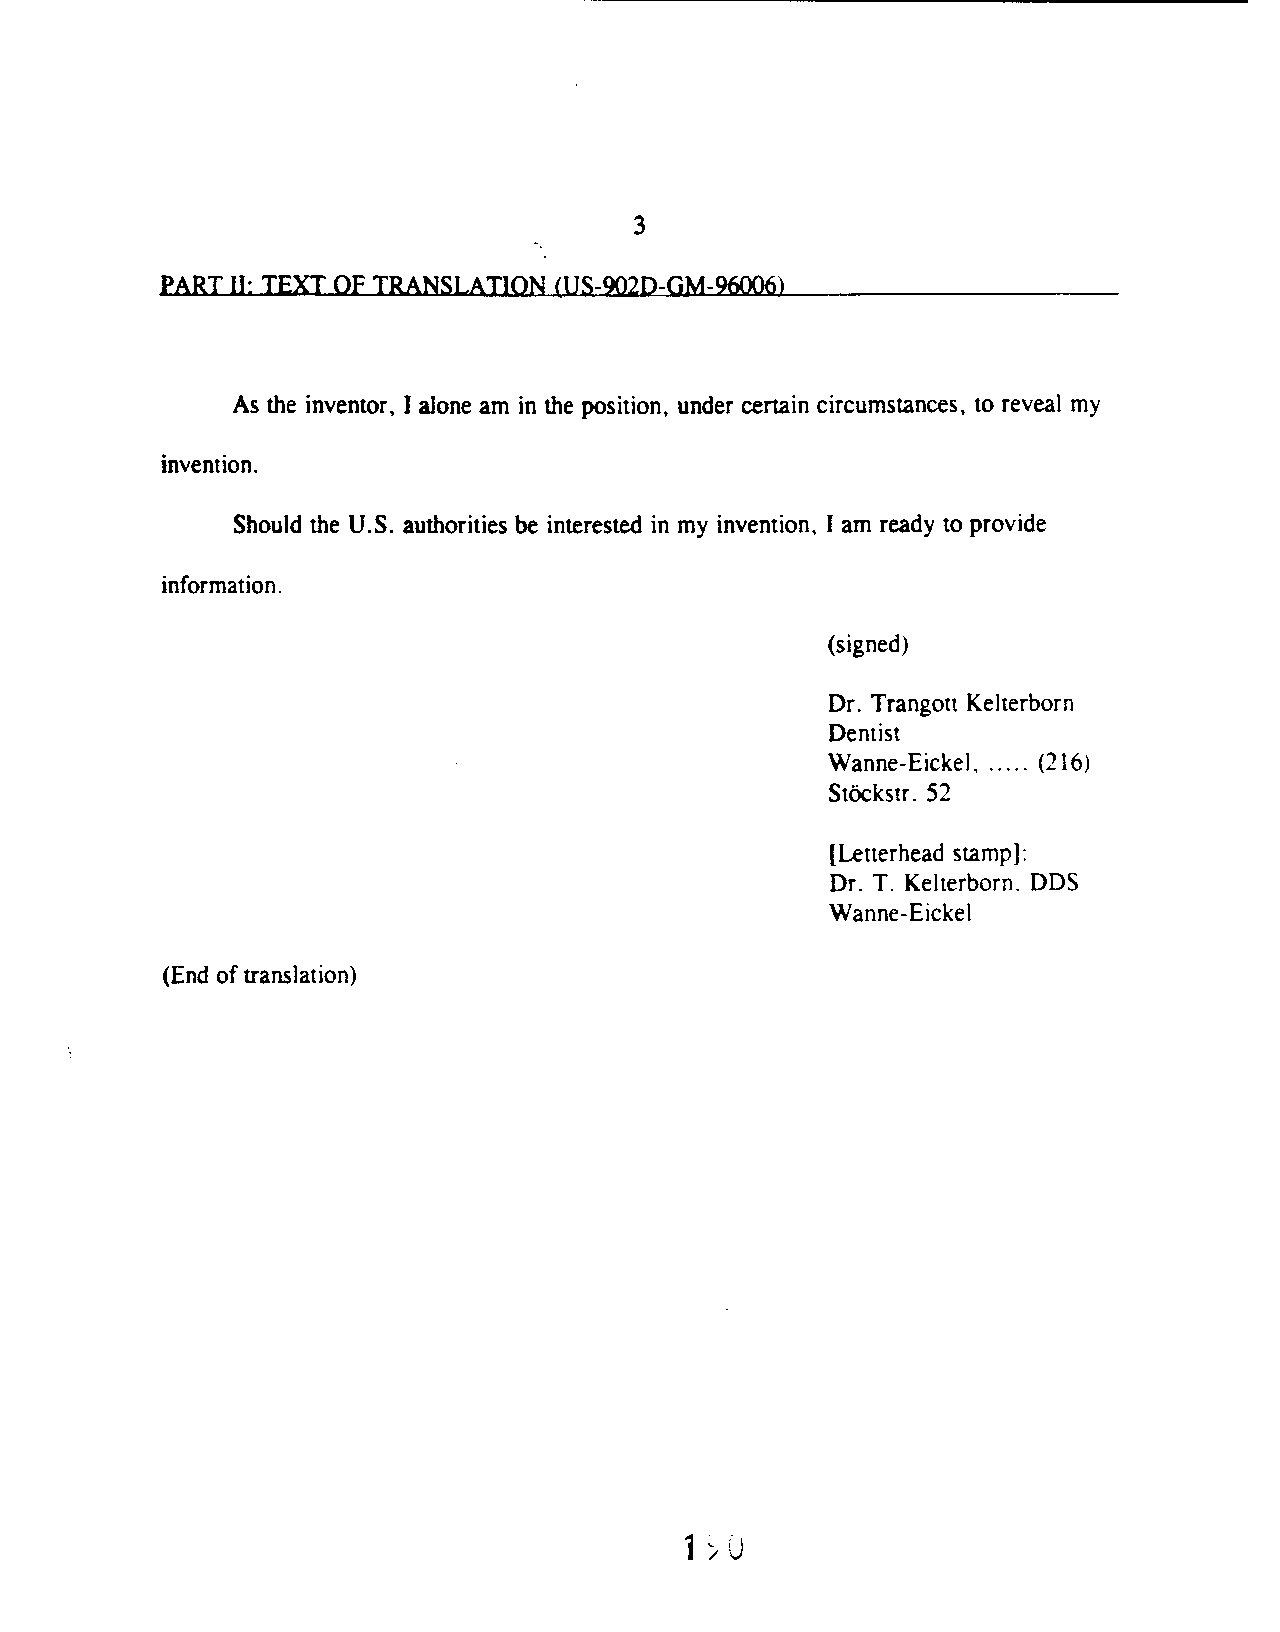 3
PART II: TEXT OF TRANSLATION (US-902D-GM-96006)
As the inventor, I alone am in the position, under certain circumstances, to reveal my
invention.
Should the U.S. authorities be interested in my invention, I am ready to provide
information.
(signed)
Dr. Trangott Kelterborn
Dentist
Wanne-Eickel, ..... (216)
Stöckstr. 52
[Letterhead stamp]:
Dr. T. Kelterborn, DDS
Wanne-Eickel
(End of translation)